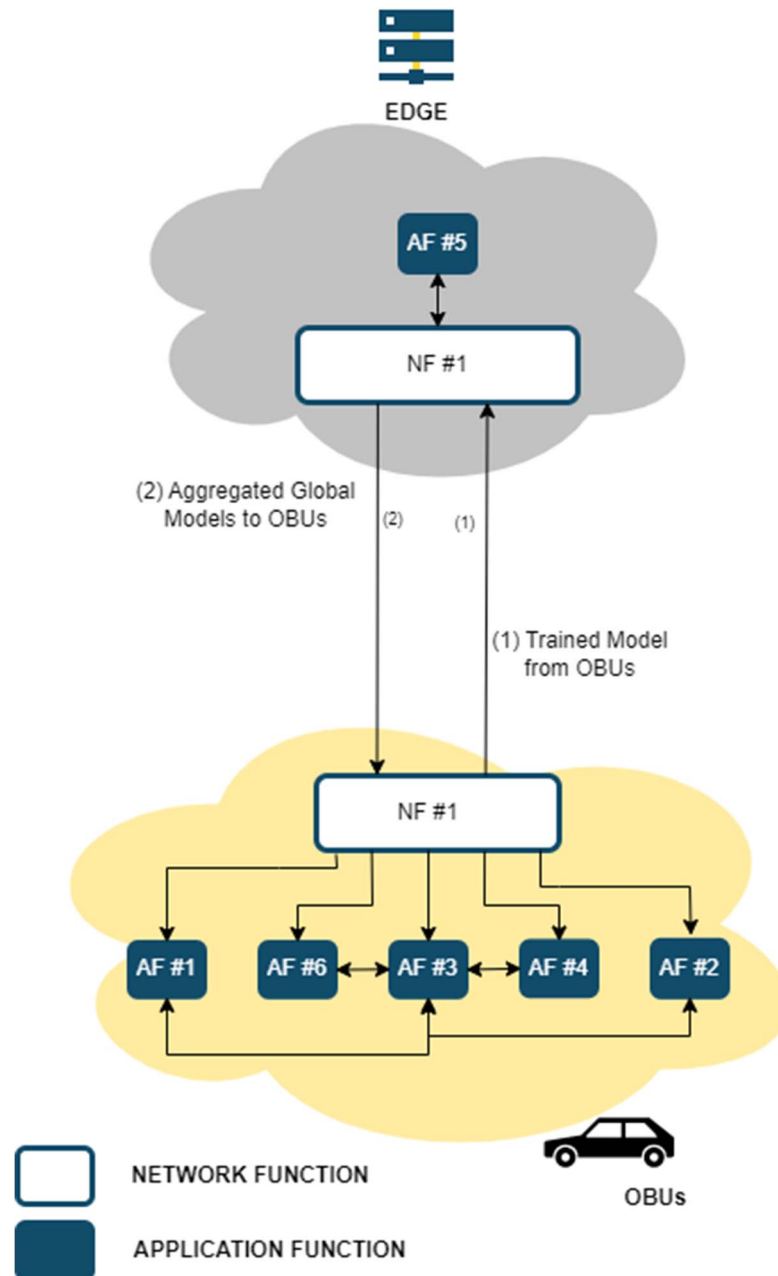 EDGE
AF #5
NF #1
(2) Aggregated Global
Models to OBUs
(2)
(1)
(1) Trained Model
from OBUs
NF #1
AF #1
AF #6
AF #3
AF #4
AF #2
NETWORK FUNCTION
OBUs
APPLICATION FUNCTION